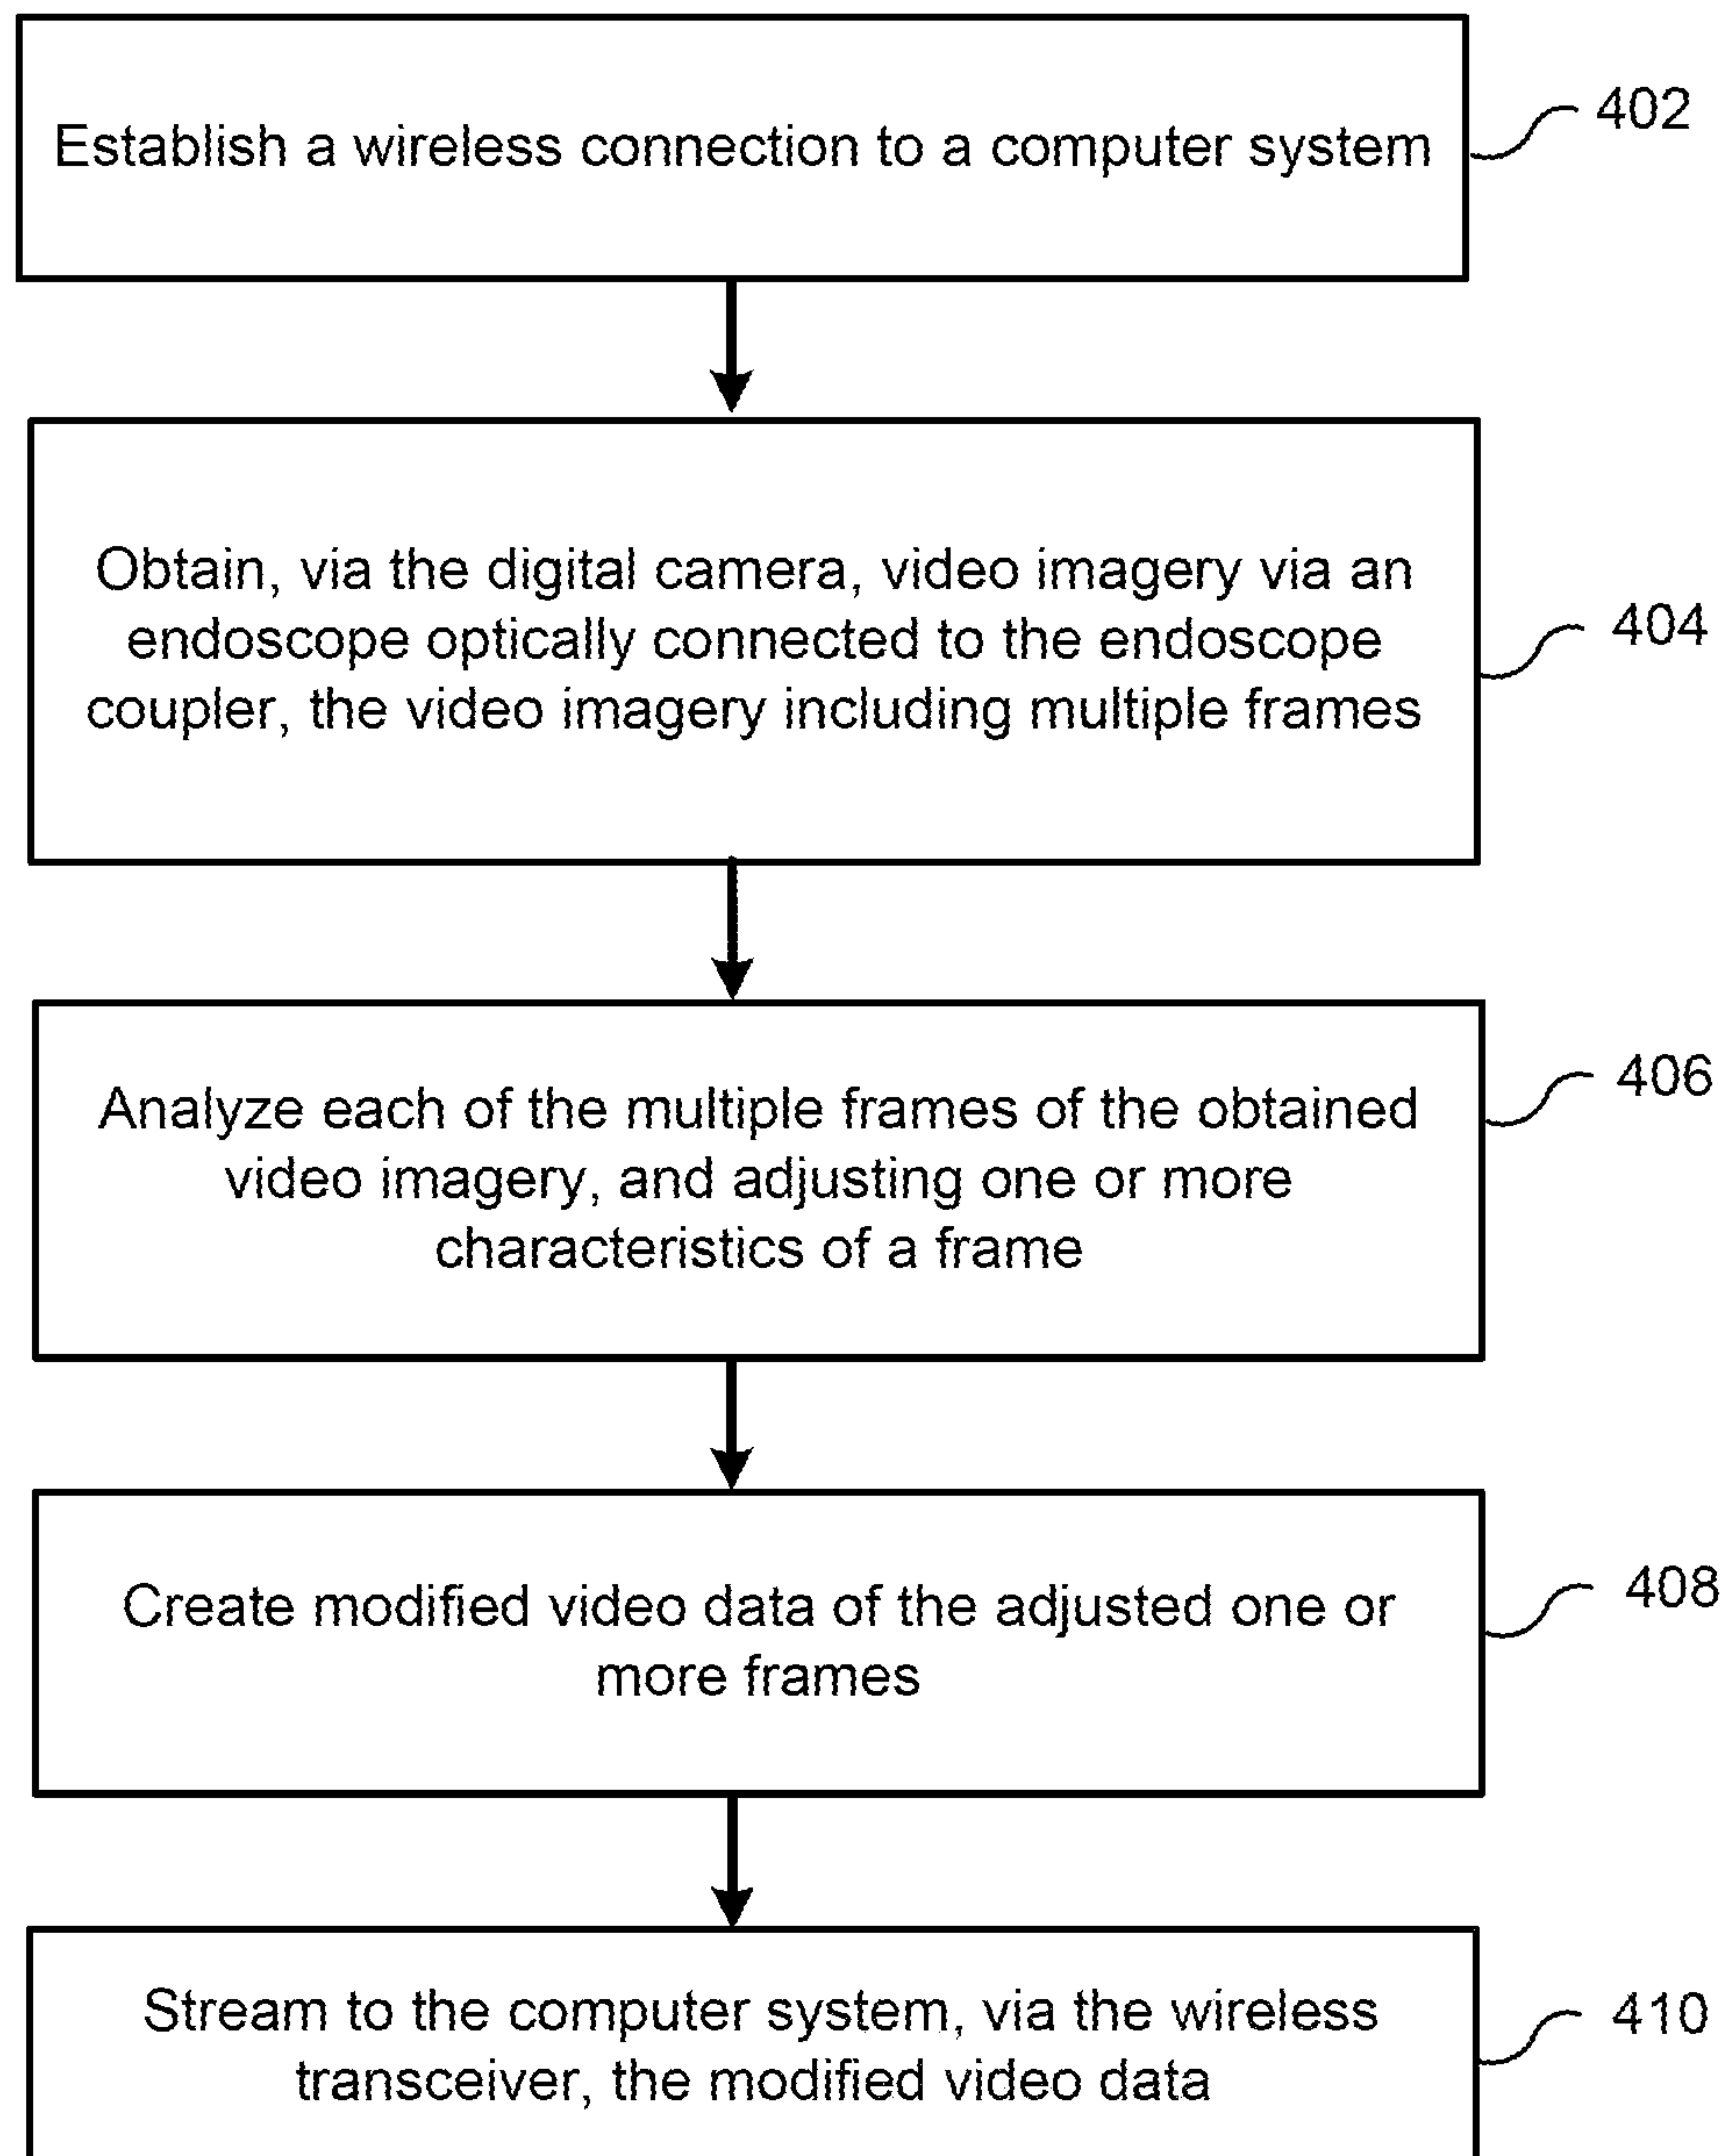 Establish a wireless connection to a computer system
402
Obtain, via the digital camera, video imagery via an
endoscope optically connected to the endoscope
coupler, the video imagery including multiple frames
404
Analyze each of the multiple frames of the obtained
video imagery, and adjusting one or more
characteristics of a frame
406
Create modified video data of the adjusted one or
more frames
408
Stream to the computer system, via the wireless
transceiver, the modified video data
410